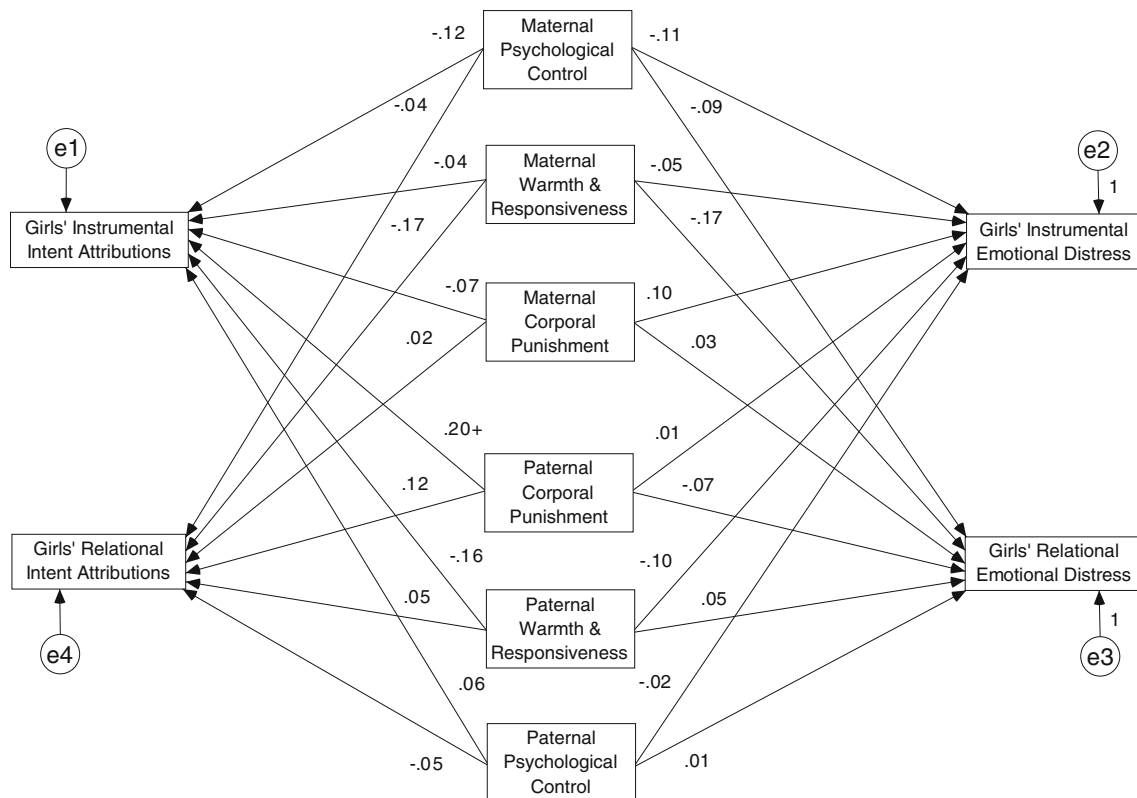 -.12
Maternal
Psychological
Control
-.11
-.04
-.09
e1
e2
1
-.04
Maternal
Warmth &
Responsiveness
-.05
Girls' Instrumental
Intent Attributions
-.17
-.17
Girls' Instrumental
Emotional Distress
-.07
Maternal
Corporal
Punishment
.10
.02
.03
.20+
.01
Paternal
Corporal
Punishment
.12
-.07
Girls' Relational
Intent Attributions
Girls' Relational
Emotional Distress
-.16
-.10
.05
Paternal
Warmth &
Responsiveness
.05
1
e4
e3
.06
-.02
-.05
Paternal
Psychological
Control
.01